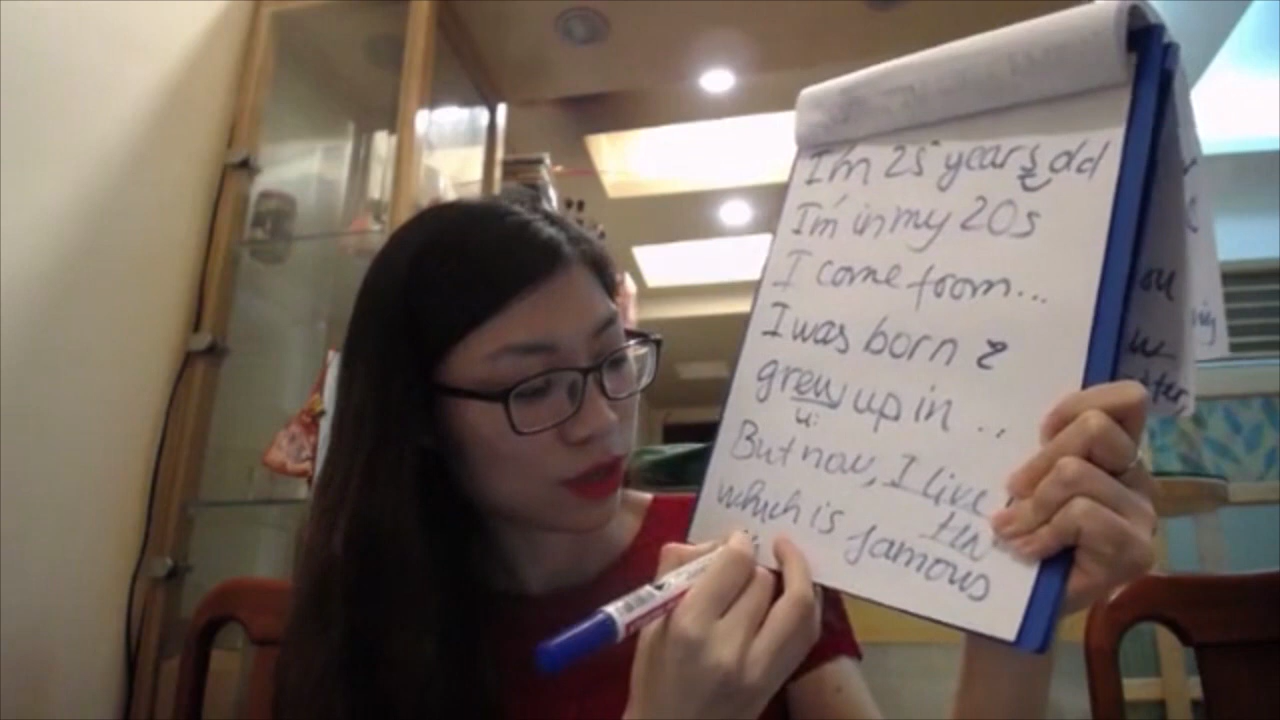 I'm 25 years old
I'm in my 20s
I come from...
I was born &
grew up in ...
u:
But now, I live
which is
famous